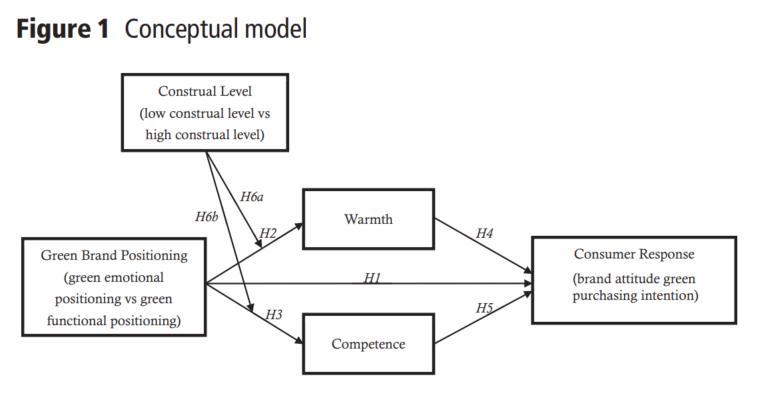 Figure 1 Conceptual model
Construal Level
(low construal level vs
high construal level)
H6a
H6b
H2
Warmth
H4
Green Brand Positioning
(green emotional
positioning vs green
functional positioning)
H1
Consumer Response
(brand attitude green
purchasing intention)
H3
Competence
H5